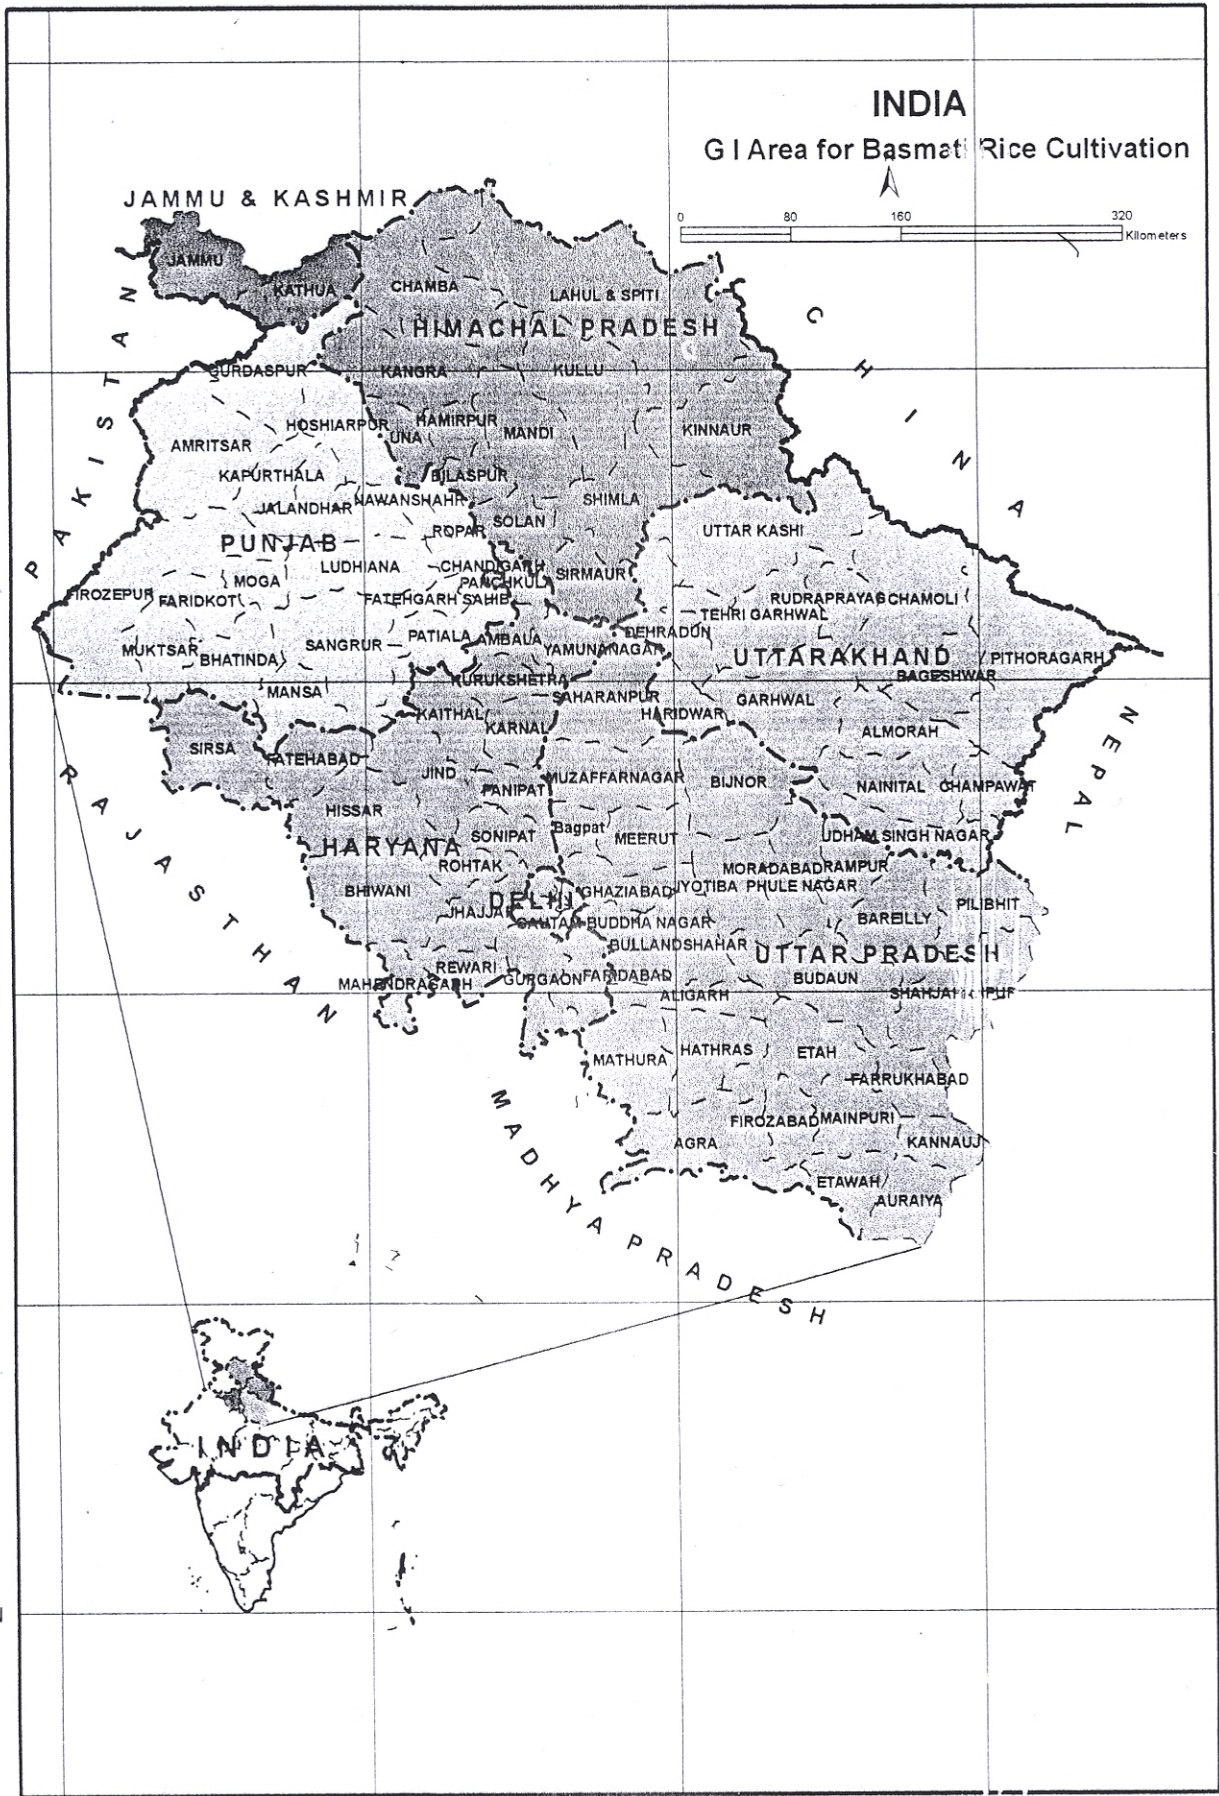 INDIA
G I Area for Basmati Rice Cultivation
0 80 160 320
Kilometers
JAMMU & KASHMIR
JAMMU
KATHUA
CHAMBA
LAHUL & SPITI
HIMACHAL PRADESH
KANGRA
KULLU
HAMIRPUR
UNA
MANDI
KINNAUR
BILASPUR
SHIMLA
SOLAN
SIRMAUR
PAKISTAN
CHINA
GURDASPUR
HOSHIARPUR
AMRITSAR
KAPURTHALA
NAWANSHAHR
JALANDHAR
ROPAR
PUNJAB
LUDHIANA
CHANDIGARH
MOGA
PANCHKULA
FIROZEPUR
FARIDKOT
FATEHGARH SAHIB
MUKTSAR
BHATINDA
SANGRUR
PATIALA
MANSA
AMBALA
YAMUNANAGAR
UTTAR KASHI
RUDRAPRAYAG
CHAMOLI
TEHRI GARHWAL
DEHRADUN
UTTARAKHAND
PITHORAGARH
BAGESHWAR
GARHWAL
HARIDWAR
ALMORAH
NAINITAL
CHAMPAWAT
UDHAM SINGH NAGAR
NEPAL
KURUKSHETRA
SAHARANPUR
KAITHAL
KARNAL
SIRSA
FATEHABAD
JIND
PANIPAT
HISSAR
HARYANA
SONIPAT
ROHTAK
BHIWANI
DELHI
JHAJJAR
REWARI
MAHENDRAGARH
GURGAON
FARIDABAD
RAJASTHAN
MUZAFFARNAGAR
BIJNOR
Bagpat
MEERUT
MORADABAD
RAMPUR
GHAZIABAD
JYOTIBA PHULE NAGAR
GAUTAM BUDDHA NAGAR
BAREILLY
PILIBHIT
BULLANDSHAHAR
UTTAR PRADESH
BUDAUN
ALIGARH
MATHURA
HATHRAS
ETAH
FARRUKHABAD
FIROZABAD
MAINPURI
AGRA
KANNAUJ
ETAWAH
AURAIYA
MADHYA PRADESH
INDIA